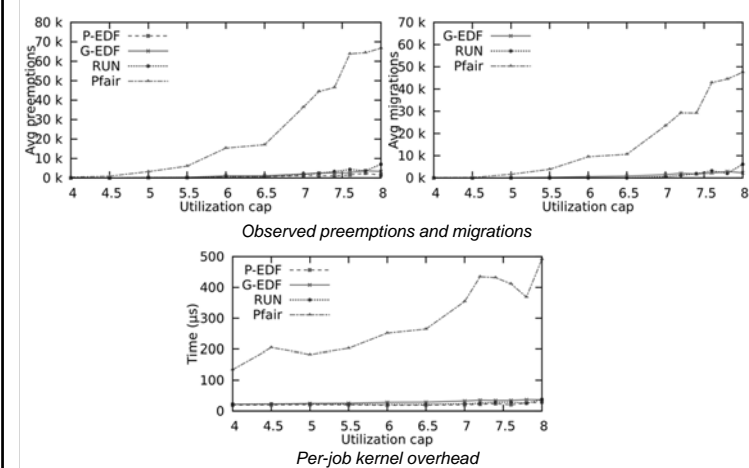 80 k
70 k
60 k
50 k
40 k
30 k
20 k
10 k
0 k
Avg preemptions
P-EDF
G-EDF
RUN
Pfair
4 4.5 5 5.5 6 6.5 7 7.5 8
Utilization cap
70 k
60 k
50 k
40 k
30 k
20 k
10 k
0 k
Avg migrations
G-EDF
RUN
Pfair
4 4.5 5 5.5 6 6.5 7 7.5 8
Utilization cap
Observed preemptions and migrations
500
400
300
200
100
0
Time (µs)
P-EDF
G-EDF
RUN
Pfair
4 4.5 5 5.5 6 6.5 7 7.5 8
Utilization cap
Per-job kernel overhead